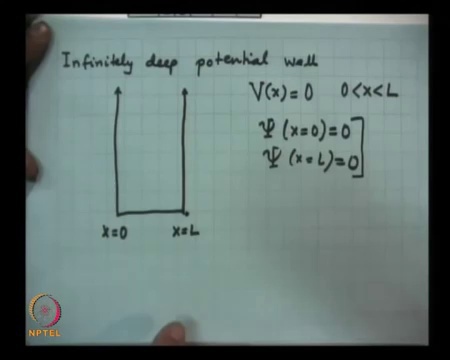 Infinitely deep potential well
V(x)=0 0<x<L
Ψ(x=0)=0
Ψ(x=L)=0
x=0 x=L
NPTEL